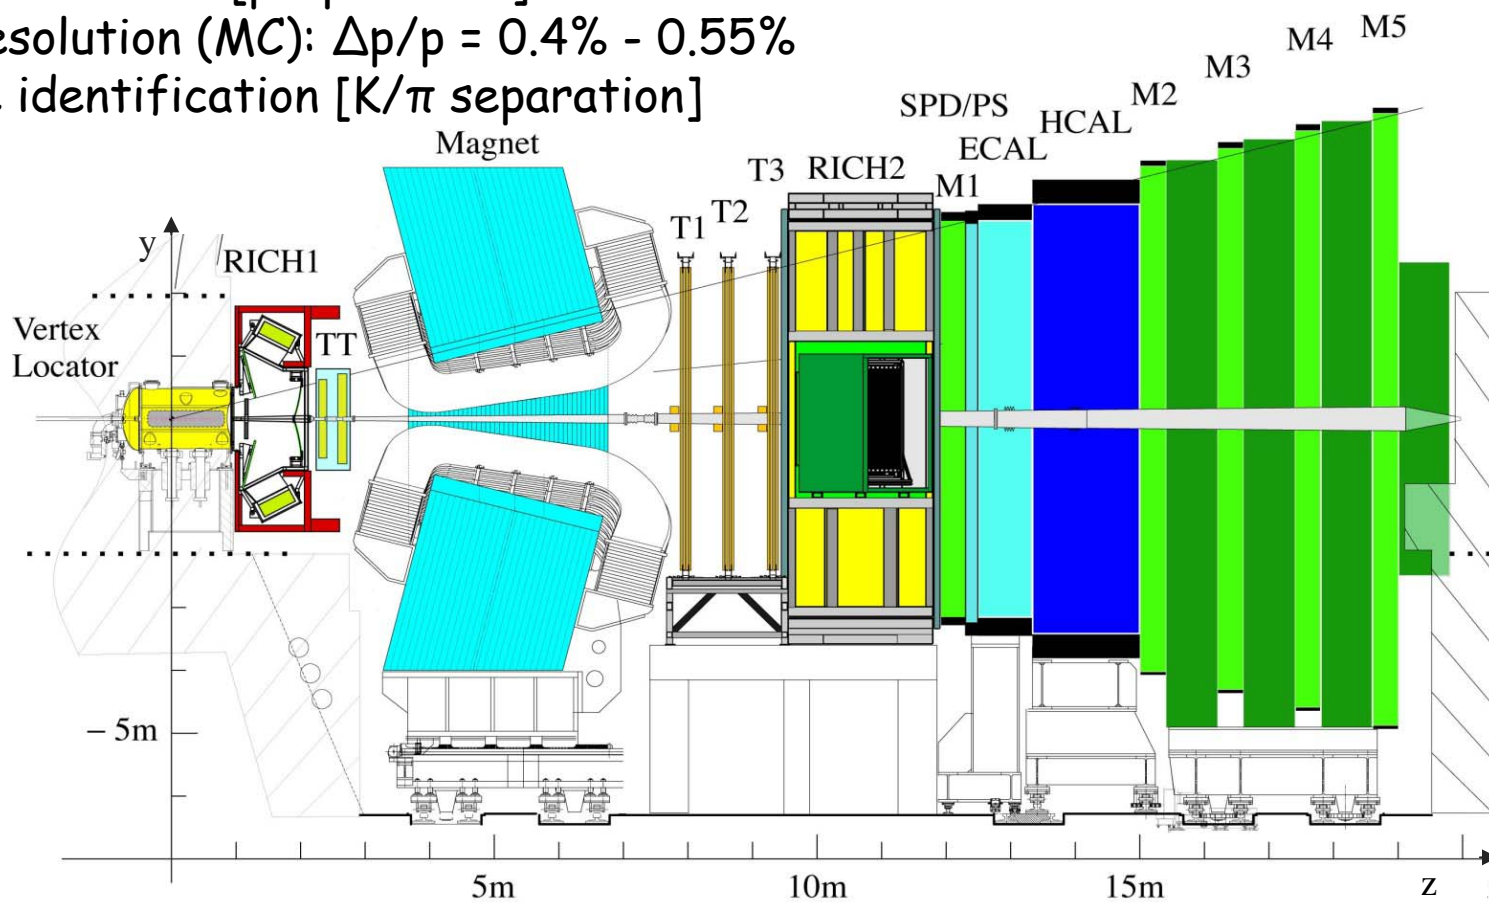 esolution (MC): Δp/p = 0.4% - 0.55%
identification [K/π separation]
M5
M4
M3
M2
SPD/PS
HCAL
ECAL
Magnet
T3
RICH2
M1
T2
T1
y
RICH1
Vertex
Locator
TT
– 5m
5m
10m
15m
z